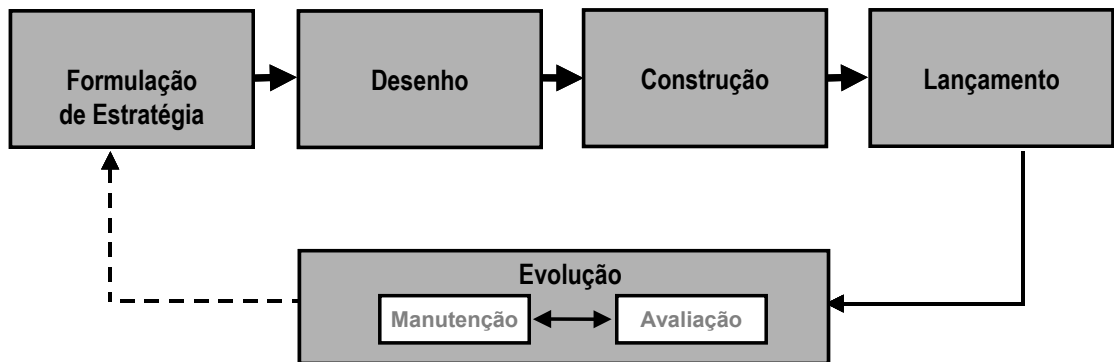 Formulação
de Estratégia
Desenho
Construção
Lançamento
Evolução
Manutenção
Avaliação